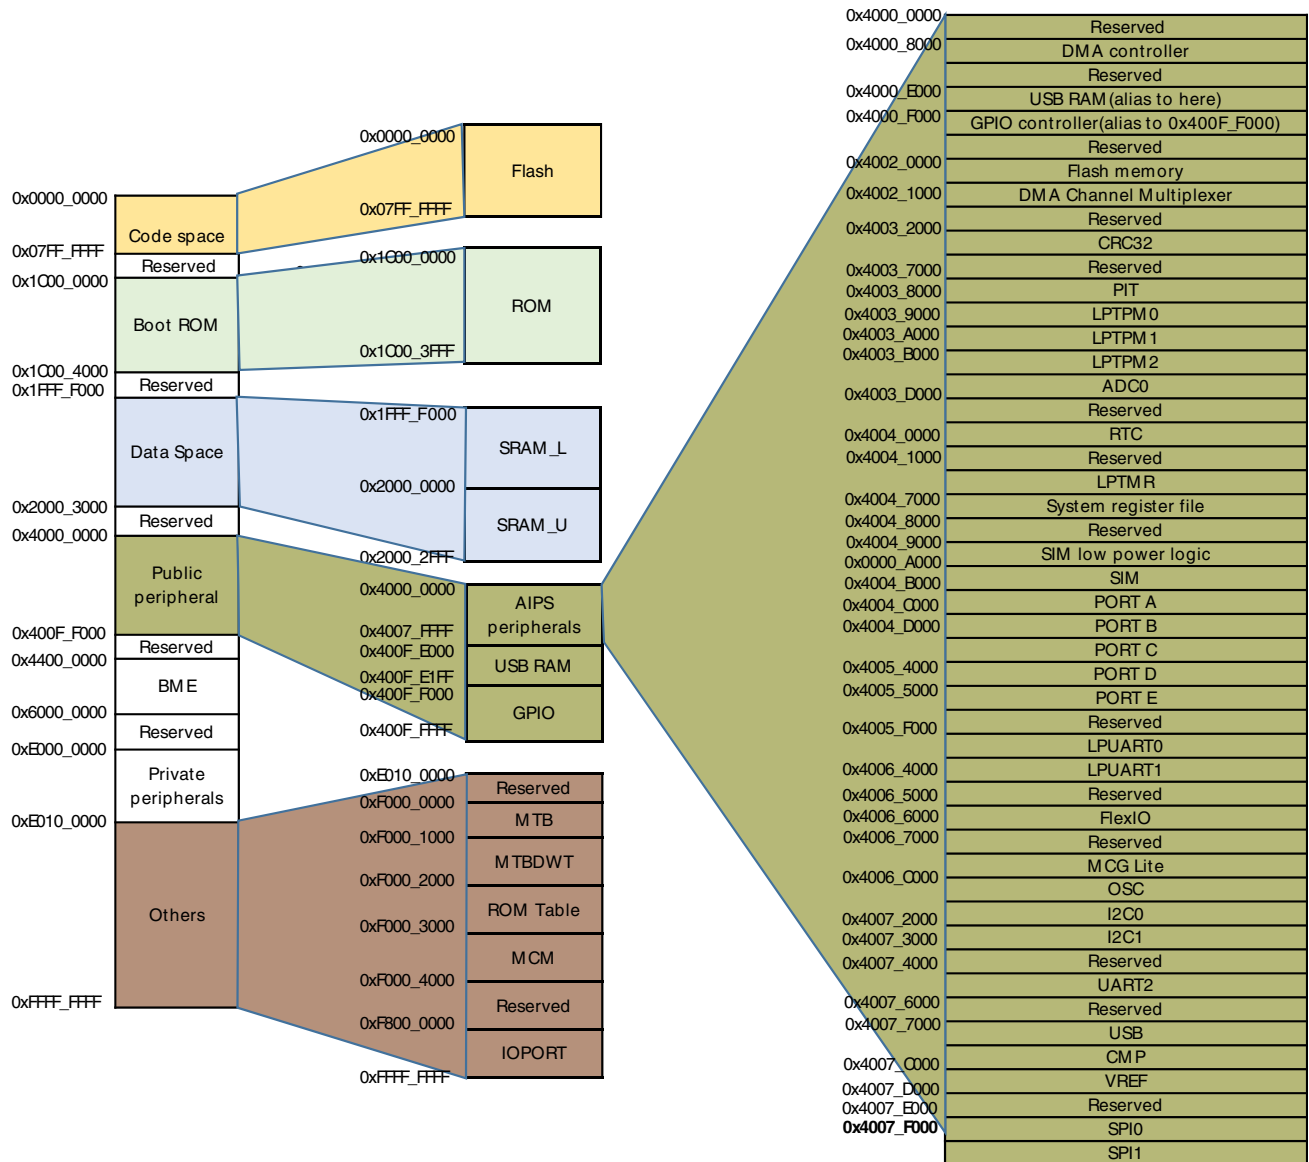 0x0000_0000
Code space
0x07FF_FFFF
Reserved
0x1C00_0000
Boot ROM
0x1C00_4000
Reserved
0x1FFF_F000
Data Space
0x2000_3000
Reserved
0x4000_0000
Public
peripheral
0x400F_F000
Reserved
0x4400_0000
BME
0x6000_0000
Reserved
0xE000_0000
Private
peripherals
0xE010_0000
Others
0xFFFF_FFFF
0x0000_0000
Flash
0x07FF_FFFF
0x1C00_0000
ROM
0x1C00_3FFF
0x1FFF_F000
SRAM_L
0x2000_0000
SRAM_U
0x2000_2FFF
0x4000_0000
AIPS
peripherals
0x4007_FFFF
0x400F_E000
USB RAM
0x400F_E1FF
0x400F_F000
GPIO
0x400F_FFFF
0xE010_0000
Reserved
0xF000_0000
MTB
0xF000_1000
MTBDWT
0xF000_2000
ROM Table
0xF000_3000
MCM
0xF000_4000
Reserved
0xF800_0000
IOPORT
0xFFFF_FFFF
0x4000_0000
Reserved
0x4000_8000
DMA controller
Reserved
0x4000_E000
USB RAM(alias to here)
0x4000_F000
GPIO controller(alias to 0x400F_F000)
Reserved
0x4002_0000
Flash memory
0x4002_1000
DMA Channel Multiplexer
Reserved
0x4003_2000
CRC32
0x4003_7000
Reserved
0x4003_8000
PIT
0x4003_9000
LPTPM0
0x4003_A000
LPTPM1
0x4003_B000
LPTPM2
ADC0
0x4003_D000
Reserved
0x4004_0000
RTC
0x4004_1000
Reserved
LPTMR
0x4004_7000
System register file
0x4004_8000
Reserved
0x4004_9000
SIM low power logic
0x0000_A000
SIM
0x4004_B000
PORT A
0x4004_C000
PORT B
0x4004_D000
PORT C
0x4005_4000
PORT D
0x4005_5000
PORT E
Reserved
0x4005_F000
LPUART0
0x4006_4000
LPUART1
0x4006_5000
Reserved
0x4006_6000
FlexIO
0x4006_7000
Reserved
MCG Lite
0x4006_C000
OSC
0x4007_2000
I2C0
0x4007_3000
I2C1
0x4007_4000
Reserved
UART2
0x4007_6000
Reserved
0x4007_7000
USB
CMP
0x4007_C000
VREF
0x4007_D000
Reserved
0x4007_E000
0x4007_F000
SPI0
SPI1